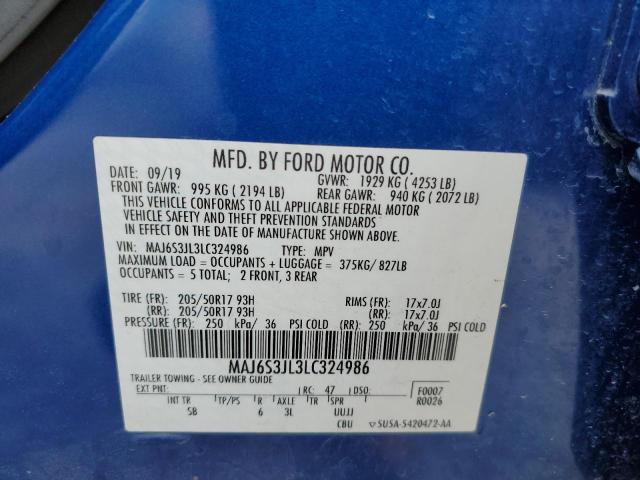 MFD. BY FORD MOTOR CO.
DATE: 09/19 GVWR: 1929 KG ( 4253 LB)
FRONT GAWR: 995 KG ( 2194 LB) REAR GAWR: 940 KG ( 2072 LB)
THIS VEHICLE CONFORMS TO ALL APPLICABLE FEDERAL MOTOR
VEHICLE SAFETY AND THEFT PREVENTION STANDARDS
IN EFFECT ON THE DATE OF MANUFACTURE SHOWN ABOVE.
VIN: MAJ6S3JL3LC324986 TYPE: MPV
MAXIMUM LOAD = OCCUPANTS + LUGGAGE = 375KG/ 827LB
OCCUPANTS = 5 TOTAL; 2 FRONT, 3 REAR
TIRE (FR): 205/50R17 93H RIMS (FR): 17x7.0J
(RR): 205/50R17 93H (RR): 17x7.0J
PRESSURE (FR): 250 kPa/ 36 PSI COLD (RR): 250 kPa/ 36 PSI COLD
MAJ6S3JL3LC324986
TRAILER TOWING - SEE OWNER GUIDE
EXT PNT: RC: 47 DSO: F0007
R0026
INT TR TP/PS R AXLE TR SPR
SB 6 3L UUJJ
CBU ▽SU5A-5420472-AA